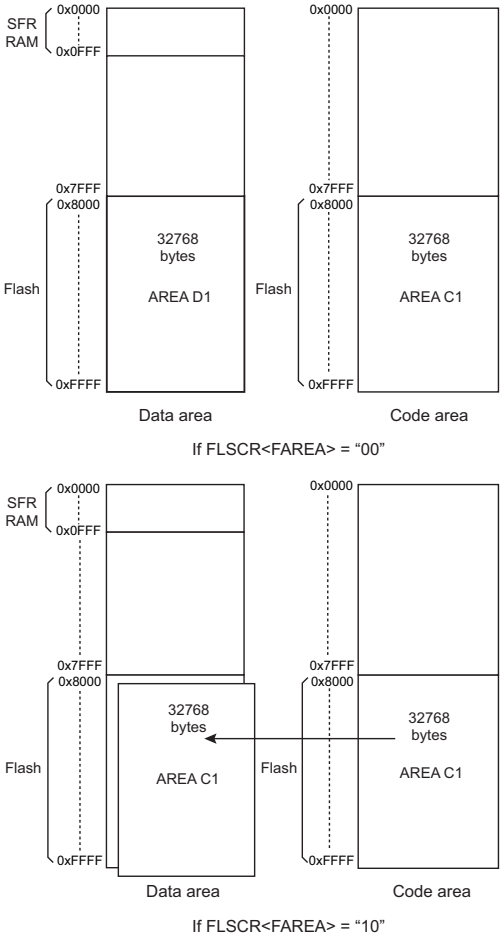 0x0000
SFR
RAM
0x0FFF
0x7FFF
0x8000
Flash
32768
bytes
AREA D1
0xFFFF
Data area
0x0000
0x7FFF
0x8000
Flash
32768
bytes
AREA C1
0xFFFF
Code area
If FLSCR<FAREA> = “00”
0x0000
SFR
RAM
0x0FFF
0x7FFF
0x8000
Flash
32768
bytes
AREA C1
0xFFFF
Data area
0x0000
0x7FFF
0x8000
Flash
32768
bytes
AREA C1
0xFFFF
Code area
If FLSCR<FAREA> = “10”